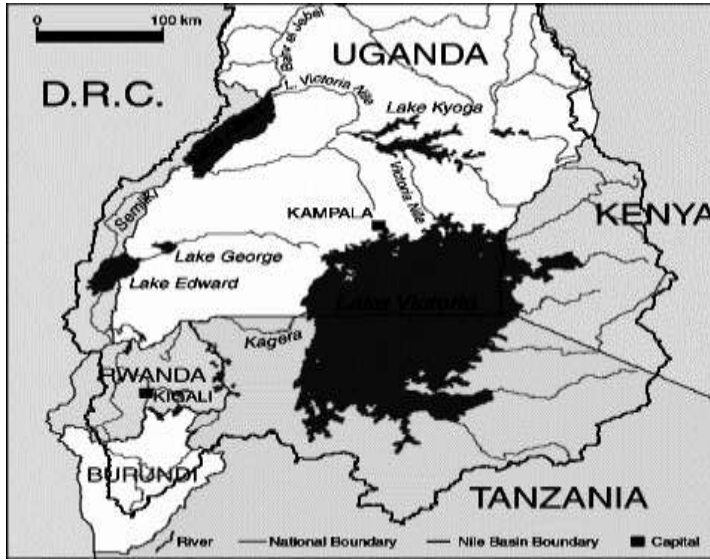 100 km
D.R.C.
UGANDA
Bahr el Jebel
L. Victoria Nile
Lake Kyoga
Semliki
Victoria Nile
KAMPALA
KENYA
Lake George
Lake Edward
Lake Victoria
Kagera
RWANDA
KIGALI
BURUNDI
TANZANIA
River National Boundary Nile Basin Boundary Capital